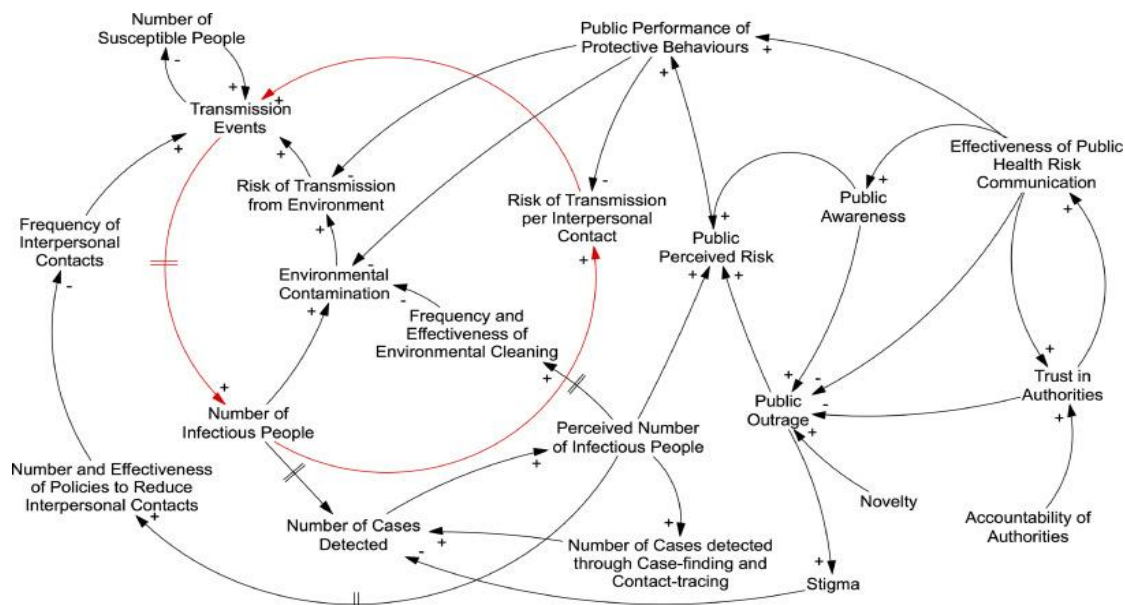 Number of
Susceptible People
Public Performance of
Protective Behaviours
Transmission
Events
Effectiveness of Public
Health Risk
Communication
Risk of Transmission
from Environment
Risk of Transmission
per Interpersonal
Contact
Public
Awareness
Frequency of
Interpersonal
Contacts
Public
Perceived Risk
Environmental
Contamination
Frequency and
Effectiveness of
Environmental Cleaning
Trust in
Authorities
Number of
Infectious People
Perceived Number
of Infectious People
Public
Outrage
Number and Effectiveness
of Policies to Reduce
Interpersonal Contacts
Novelty
Number of Cases
Detected
Number of Cases detected
through Case-finding and
Contact-tracing
Accountability of
Authorities
Stigma